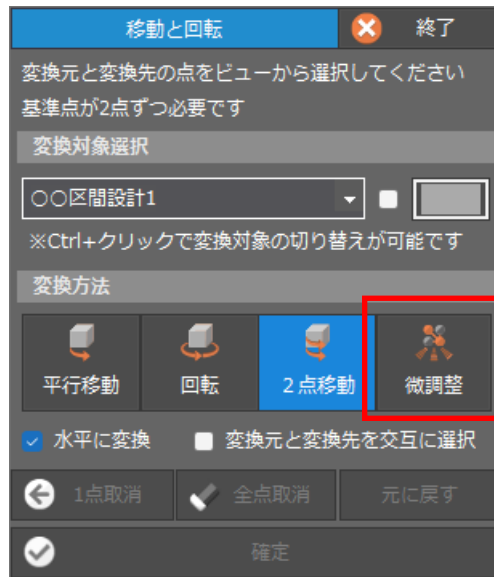 移動と回転 終了
変換元と変換先の点をビューから選択してください
基準点が2点ずつ必要です
変換対象選択
○○区間設計1
※Ctrl+クリックで変換対象の切り替えが可能です
変換方法
平行移動 回転 2点移動 微調整
水平に変換 変換元と変換先を交互に選択
1点取消 全点取消 元に戻す
確定